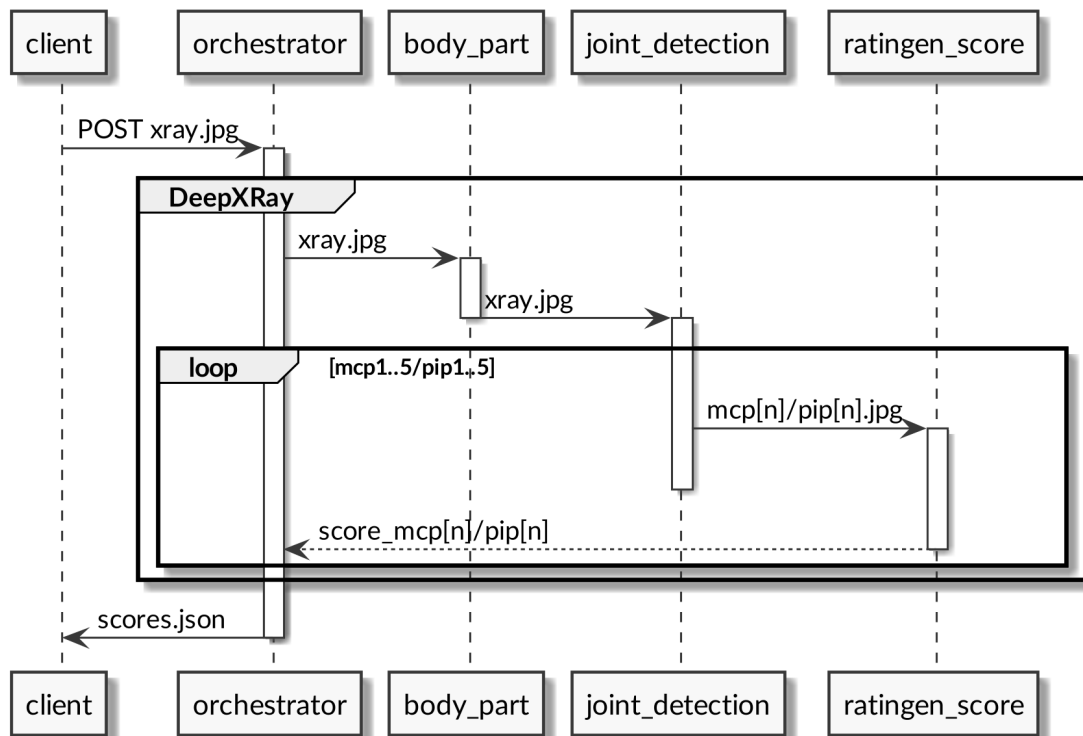 client orchestrator body_part joint_detection ratingen_score
POST xray.jpg
DeepXRay
xray.jpg
xray.jpg
loop [mcp1..5/pip1..5]
mcp[n]/pip[n].jpg
score_mcp[n]/pip[n]
scores.json
client orchestrator body_part joint_detection ratingen_score